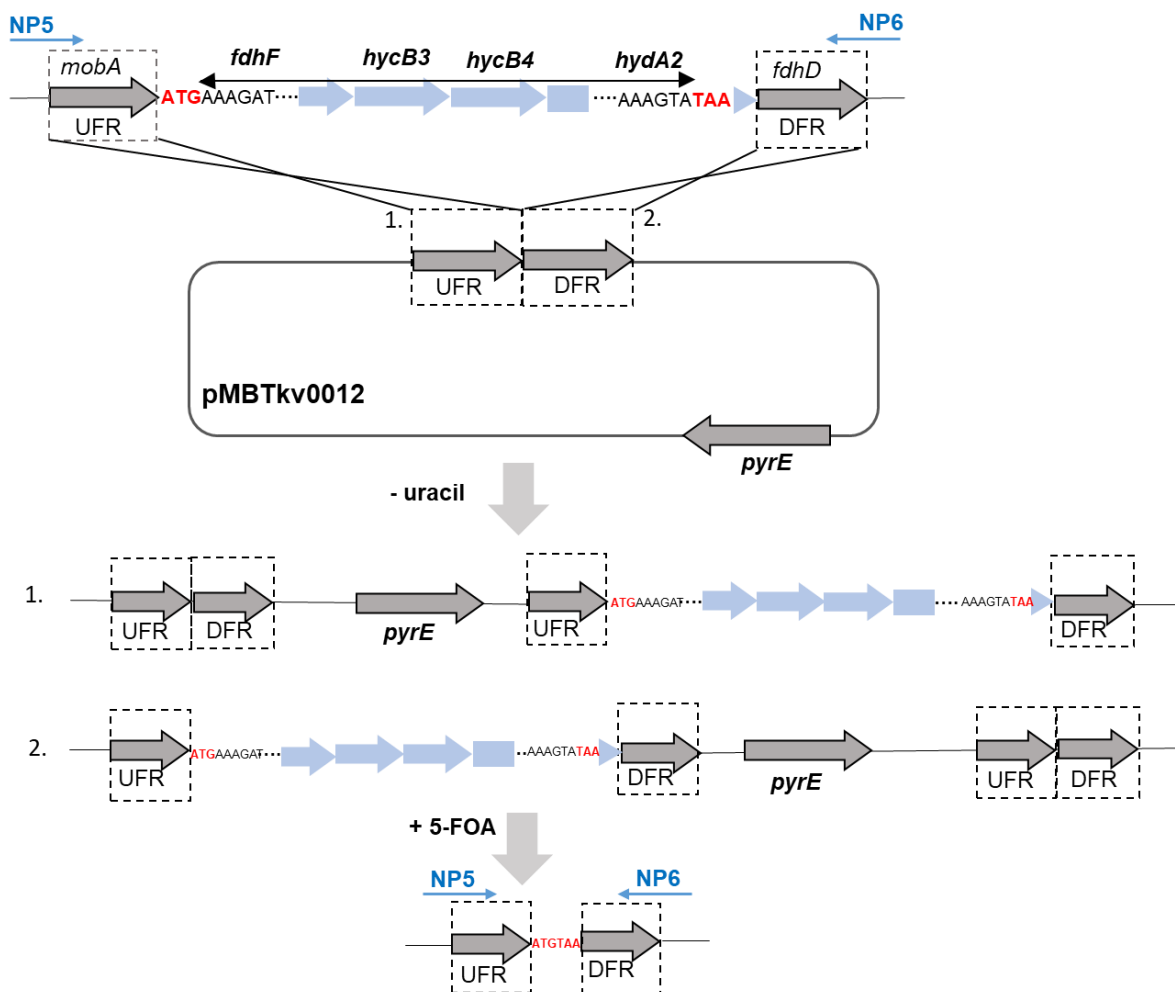 NP5 NP6
mobA fdhF hycB3 hycB4 hydA2 fdhD
ATGAAAGAT···· ····AAAGTATAA
UFR DFR
1. 2.
UFR DFR
pMBTkv0012
pyrE
- uracil
1.
ATGAAAGAT··· ···AAAGTATAA
UFR DFR pyrE UFR DFR
2.
ATGAAAGAT··· ··AAAGTATAA
UFR DFR pyrE UFR DFR
+ 5-FOA
NP5 NP6
ATGTAA
UFR DFR